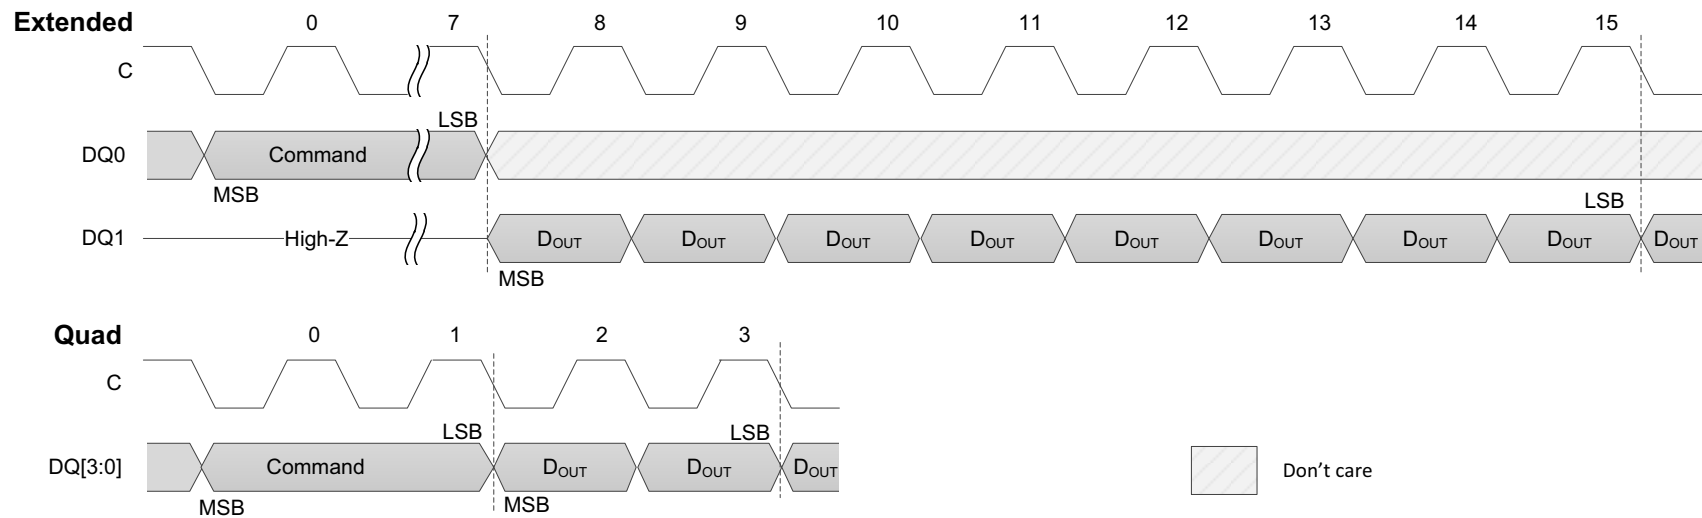 Extended 0 7 8 9 10 11 12 13 14 15
C
LSB
DQ0 Command
MSB LSB
DQ1 High-Z DOUT DOUT DOUT DOUT DOUT DOUT DOUT DOUT DOUT
MSB
Quad 0 1 2 3
C
LSB LSB
DQ[3:0] Command DOUT DOUT DOUT Don’t care
MSB MSB